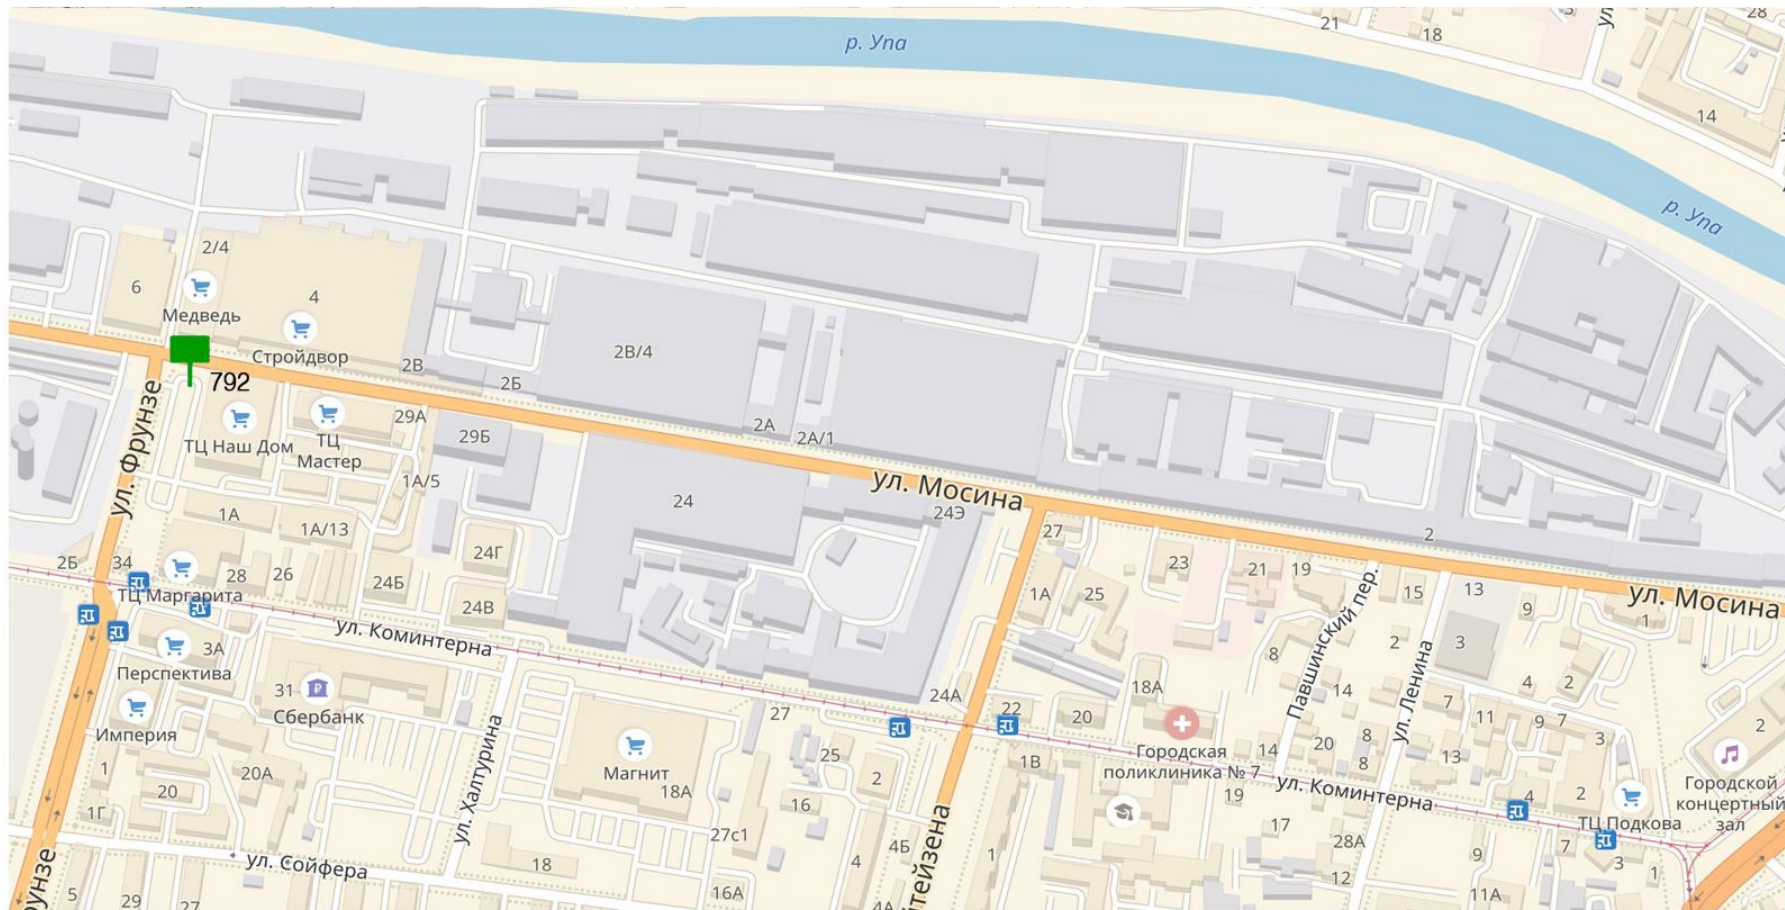 21
18
28
р. Упа
14
р. Упа
2/4
6
4
Медведь
Стройдвор
2В
2Б
2В/4
792
ул. Фрунзе
ТЦ Наш Дом
ТЦ
Мастер
29А
29Б
2А
2А/1
1А/5
ул. Мосина
24
24Э
27
2
1А
1А/13
24Г
2Б
34
28
26
24Б
24В
ТЦ Маргарита
ул. Коминтерна
23
21
19
1А
25
15
13
9
1
ул. Мосина
Павшинский пер.
ул. Ленина
2
3
8
14
3А
Перспектива
31
Сбербанк
Империя
24А
22
20
18А
27
Городская
поликлиника № 7
14
20
8
8
7
11
9
7
4
2
3
13
2
Городской
концертный
зал
1
20А
20
1Г
ул. Халтурина
Магнит
18А
25
2
16
1В
19
ул. Коминтерна
4
2
ТЦ Подкова
17
28А
12
9
7
3
1
11А
27с1
4Б
4
1
ул. Сойфера
18
16А
4А
5
29
27